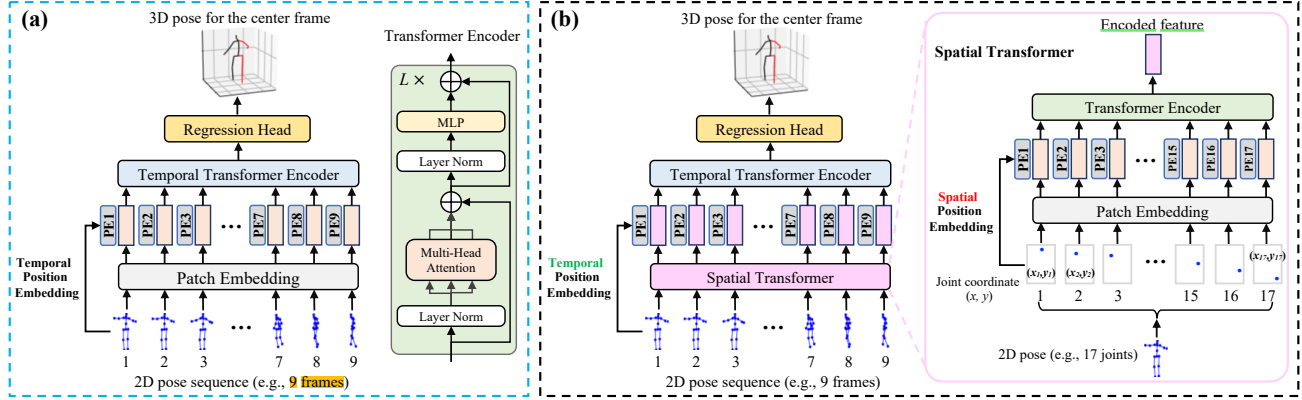 (a)
3D pose for the center frame
Regression Head
Temporal Transformer Encoder
PE1 PE2 PE3 ... PE7 PE8 PE9
Temporal
Position
Embedding
Patch Embedding
1 2 3 ... 7 8 9
2D pose sequence (e.g., 9 frames)
Transformer Encoder
L ×
MLP
Layer Norm
Multi-Head
Attention
Layer Norm
(b)
3D pose for the center frame
Regression Head
Temporal Transformer Encoder
PE1 PE2 PE3 ... PE7 PE8 PE9
Temporal
Position
Embedding
Spatial Transformer
1 2 3 ... 7 8 9
2D pose sequence (e.g., 9 frames)
Encoded feature
Spatial Transformer
Transformer Encoder
PE1 PE2 PE3 ... PE15 PE16 PE17
Spatial
Position
Embedding
Patch Embedding
(x1,y1) (x2,y2) ... (x17,y17)
Joint coordinate
(x, y)
1 2 3 15 16 17
2D pose (e.g., 17 joints)